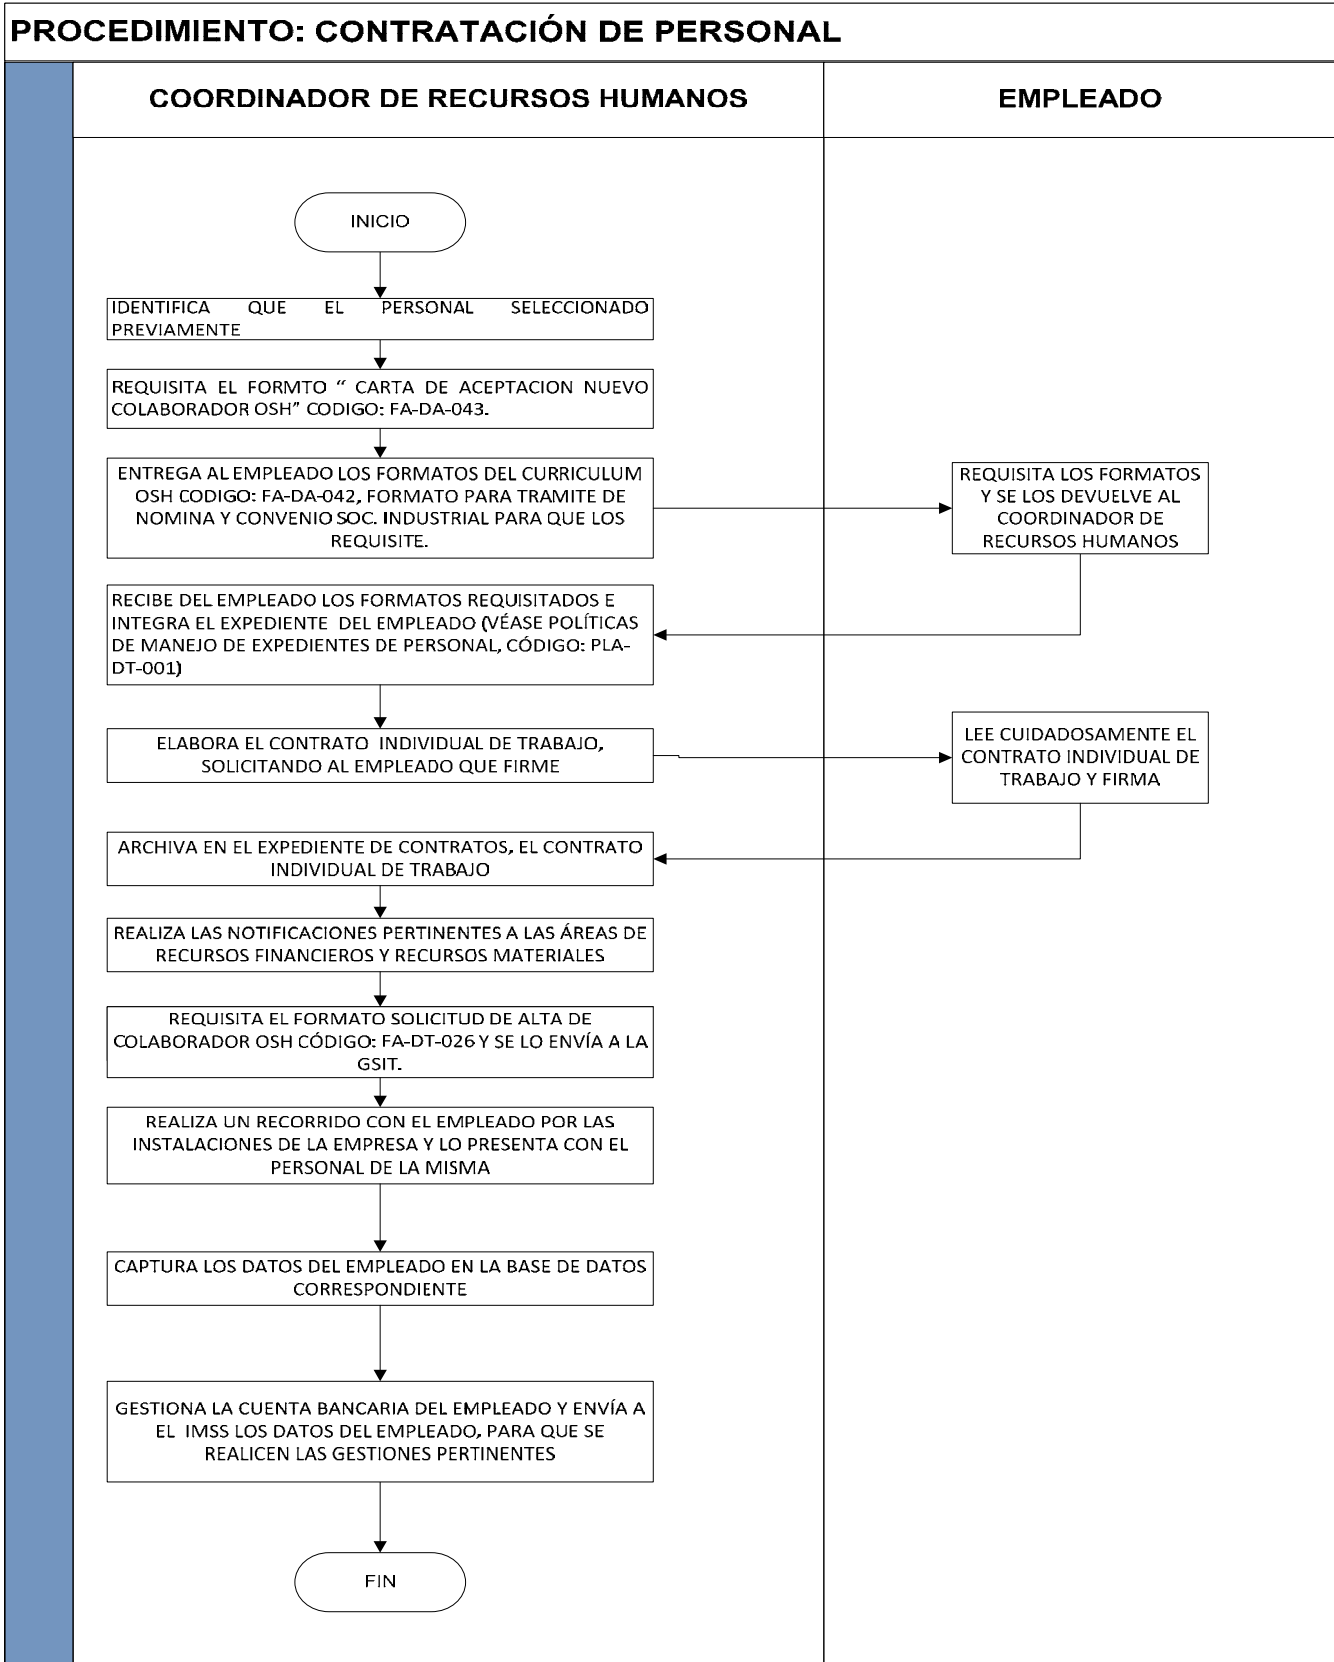 PROCEDIMIENTO: CONTRATACIÓN DE PERSONAL
COORDINADOR DE RECURSOS HUMANOS
EMPLEADO
INICIO
IDENTIFICA QUE EL PERSONAL SELECCIONADO
PREVIAMENTE
REQUISITA EL FORMTO “ CARTA DE ACEPTACION NUEVO
COLABORADOR OSH” CODIGO: FA-DA-043.
ENTREGA AL EMPLEADO LOS FORMATOS DEL CURRICULUM
OSH CODIGO: FA-DA-042, FORMATO PARA TRAMITE DE
NOMINA Y CONVENIO SOC. INDUSTRIAL PARA QUE LOS
REQUISITE.
REQUISITA LOS FORMATOS
Y SE LOS DEVUELVE AL
COORDINADOR DE
RECURSOS HUMANOS
RECIBE DEL EMPLEADO LOS FORMATOS REQUISITADOS E
INTEGRA EL EXPEDIENTE DEL EMPLEADO (VÉASE POLÍTICAS
DE MANEJO DE EXPEDIENTES DE PERSONAL, CÓDIGO: PLA-
DT-001)
ELABORA EL CONTRATO INDIVIDUAL DE TRABAJO,
SOLICITANDO AL EMPLEADO QUE FIRME
LEE CUIDADOSAMENTE EL
CONTRATO INDIVIDUAL DE
TRABAJO Y FIRMA
ARCHIVA EN EL EXPEDIENTE DE CONTRATOS, EL CONTRATO
INDIVIDUAL DE TRABAJO
REALIZA LAS NOTIFICACIONES PERTINENTES A LAS ÁREAS DE
RECURSOS FINANCIEROS Y RECURSOS MATERIALES
REQUISITA EL FORMATO SOLICITUD DE ALTA DE
COLABORADOR OSH CÓDIGO: FA-DT-026 Y SE LO ENVÍA A LA
GSIT.
REALIZA UN RECORRIDO CON EL EMPLEADO POR LAS
INSTALACIONES DE LA EMPRESA Y LO PRESENTA CON EL
PERSONAL DE LA MISMA
CAPTURA LOS DATOS DEL EMPLEADO EN LA BASE DE DATOS
CORRESPONDIENTE
GESTIONA LA CUENTA BANCARIA DEL EMPLEADO Y ENVÍA A
EL IMSS LOS DATOS DEL EMPLEADO, PARA QUE SE
REALICEN LAS GESTIONES PERTINENTES
FIN